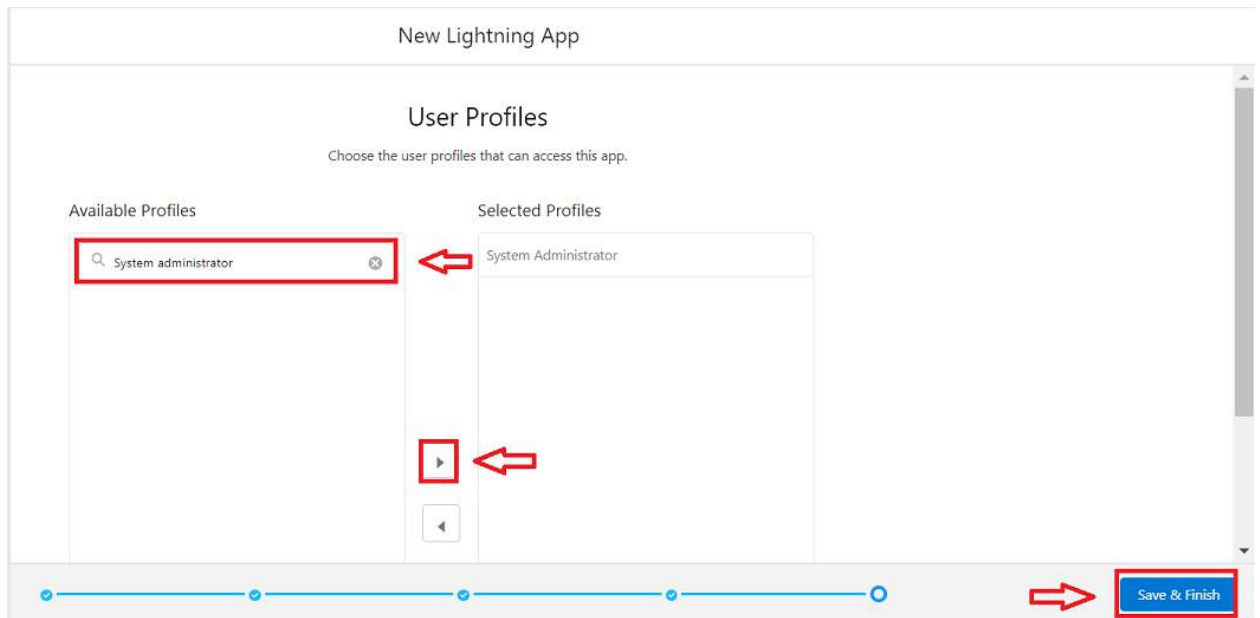 New Lightning App
User Profiles
Choose the user profiles that can access this app.
Available Profiles
Selected Profiles
System administrator
System Administrator
Save & Finish